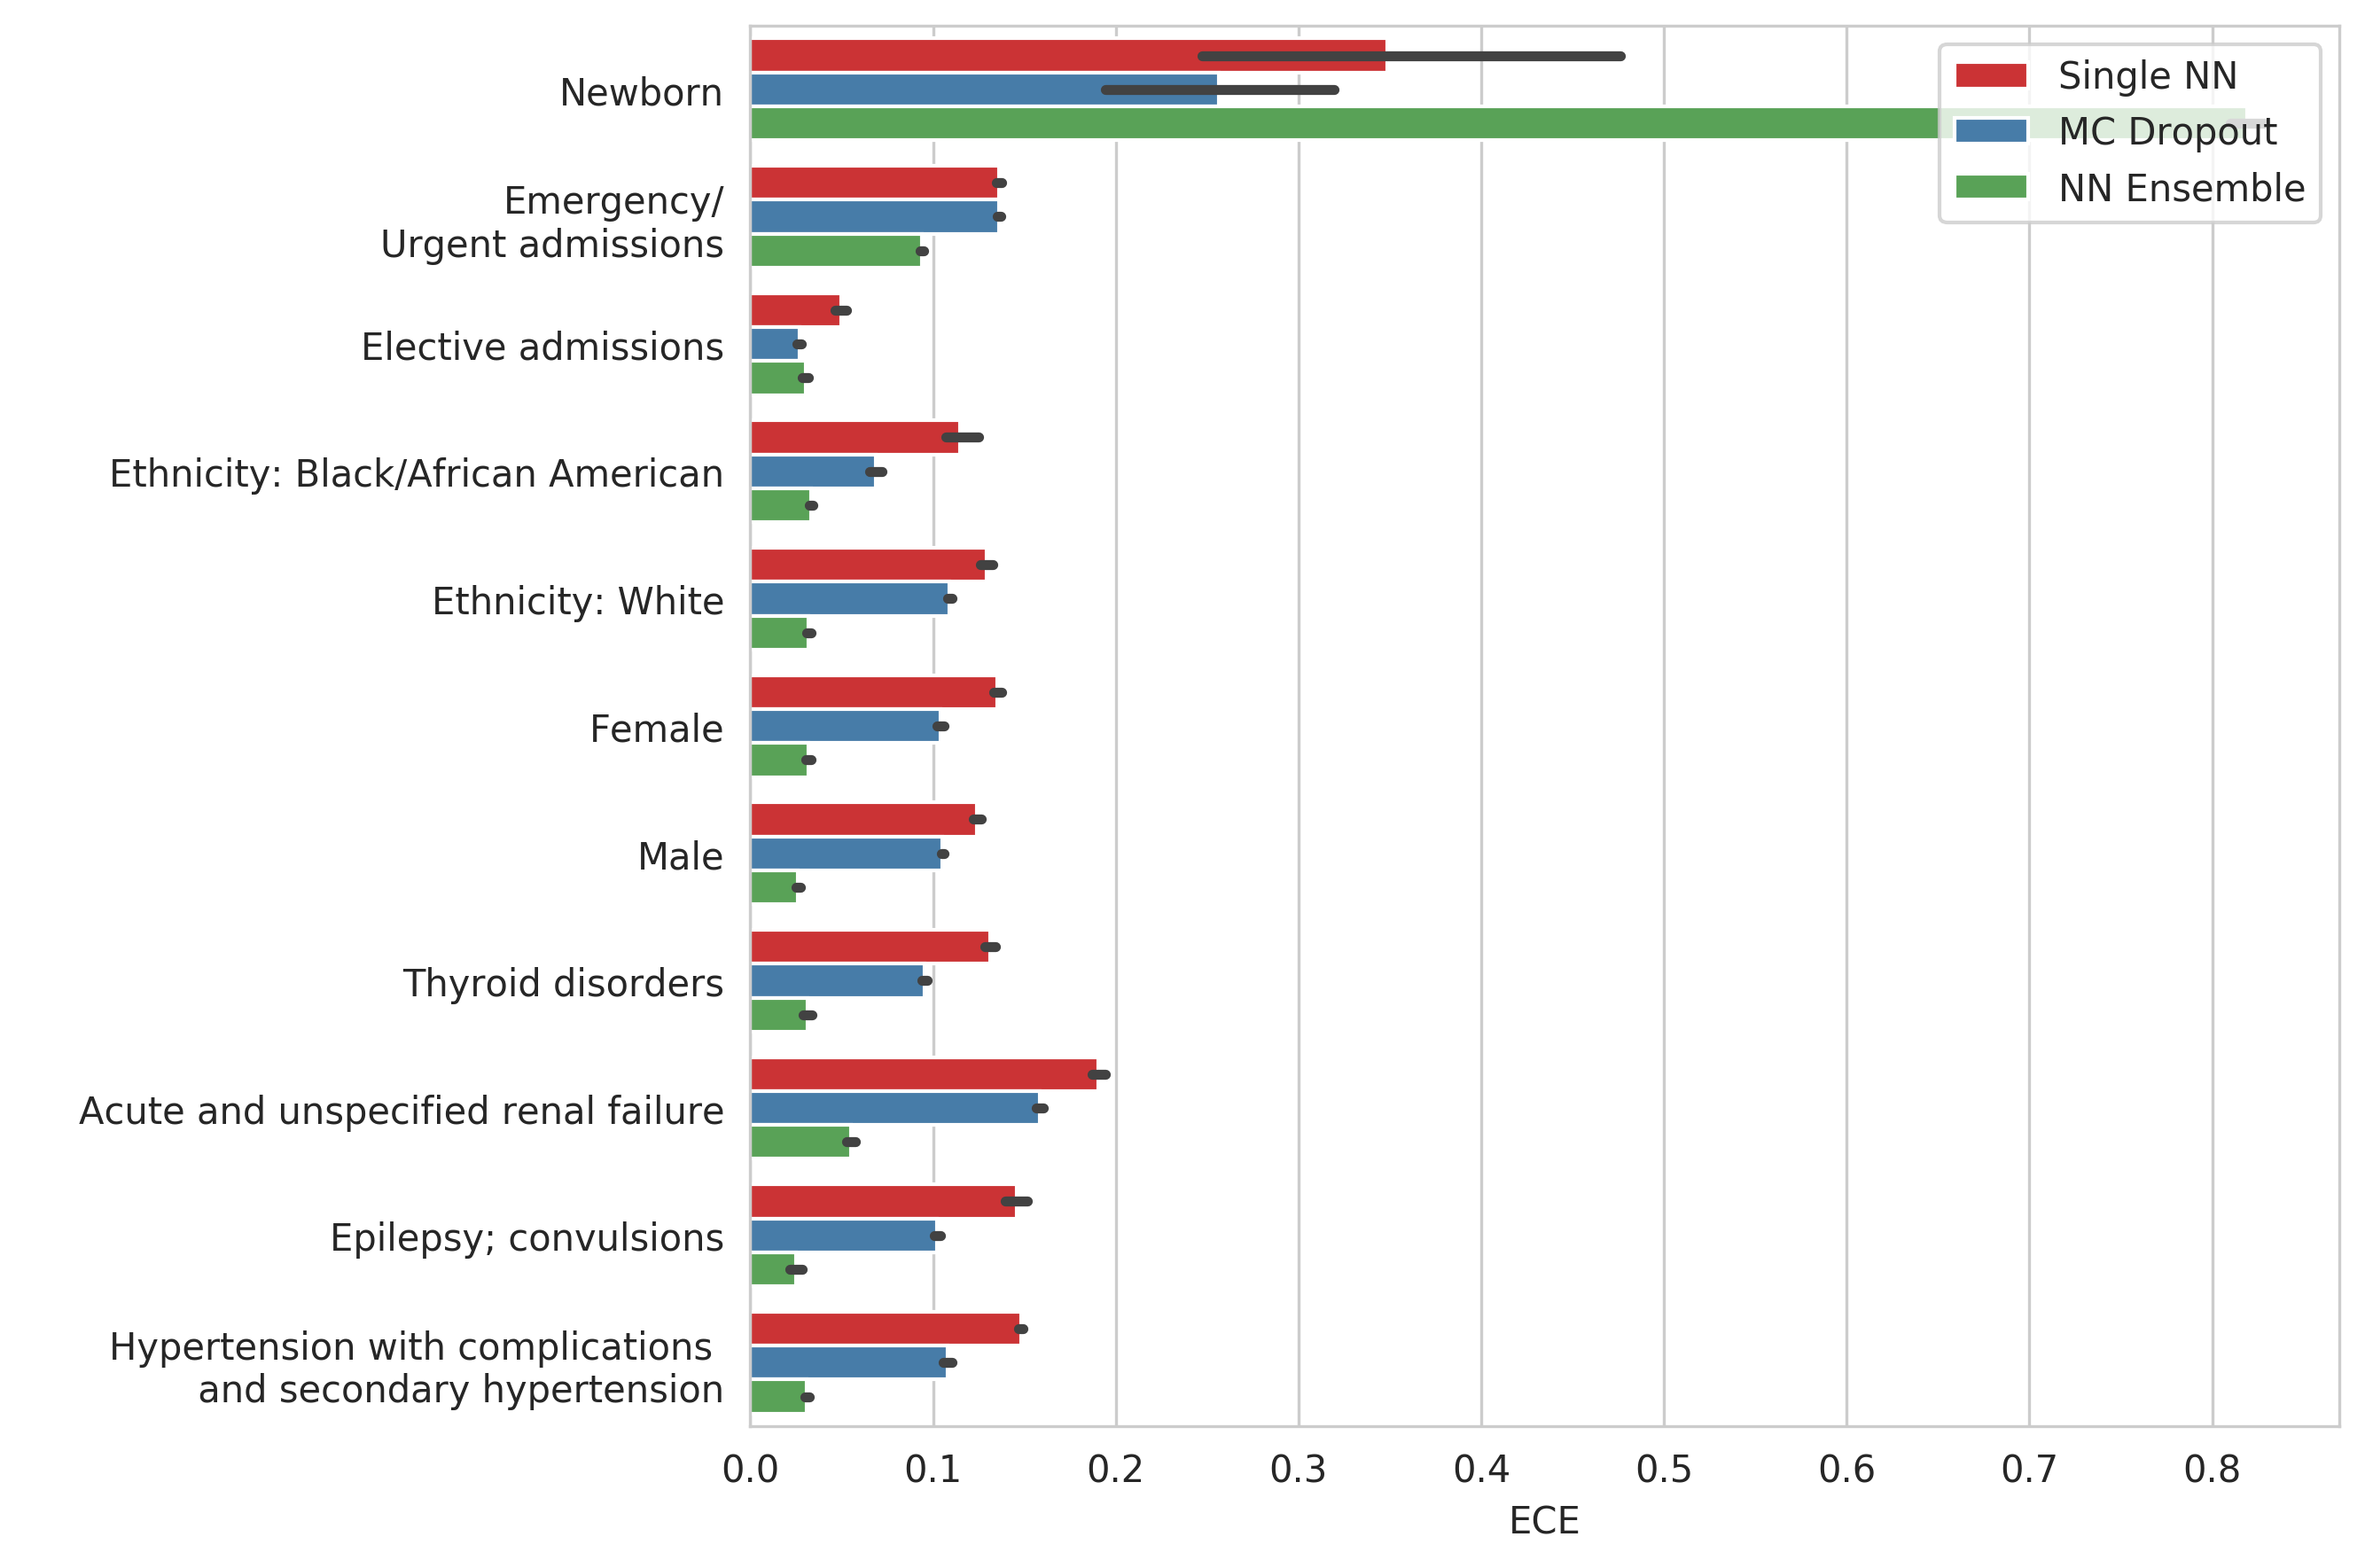 Newborn
Emergency/
Urgent admissions
Elective admissions
Ethnicity: Black/African American
Ethnicity: White
Female
Male
Thyroid disorders
Acute and unspecified renal failure
Epilepsy; convulsions
Hypertension with complications
and secondary hypertension
Single NN
MC Dropout
NN Ensemble
0.0 0.1 0.2 0.3 0.4 0.5 0.6 0.7 0.8
ECE